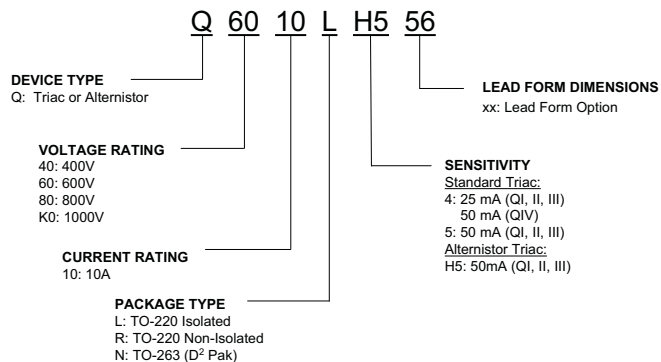 Q 60 10 L H5 56
DEVICE TYPE
Q: Triac or Alternistor
VOLTAGE RATING
40: 400V
60: 600V
80: 800V
K0: 1000V
CURRENT RATING
10: 10A
PACKAGE TYPE
L: TO-220 Isolated
R: TO-220 Non-Isolated
N: TO-263 (D² Pak)
LEAD FORM DIMENSIONS
xx: Lead Form Option
SENSITIVITY
Standard Triac:
4: 25 mA (QI, II, III)
50 mA (QIV)
5: 50 mA (QI, II, III)
Alternistor Triac:
H5: 50mA (QI, II, III)